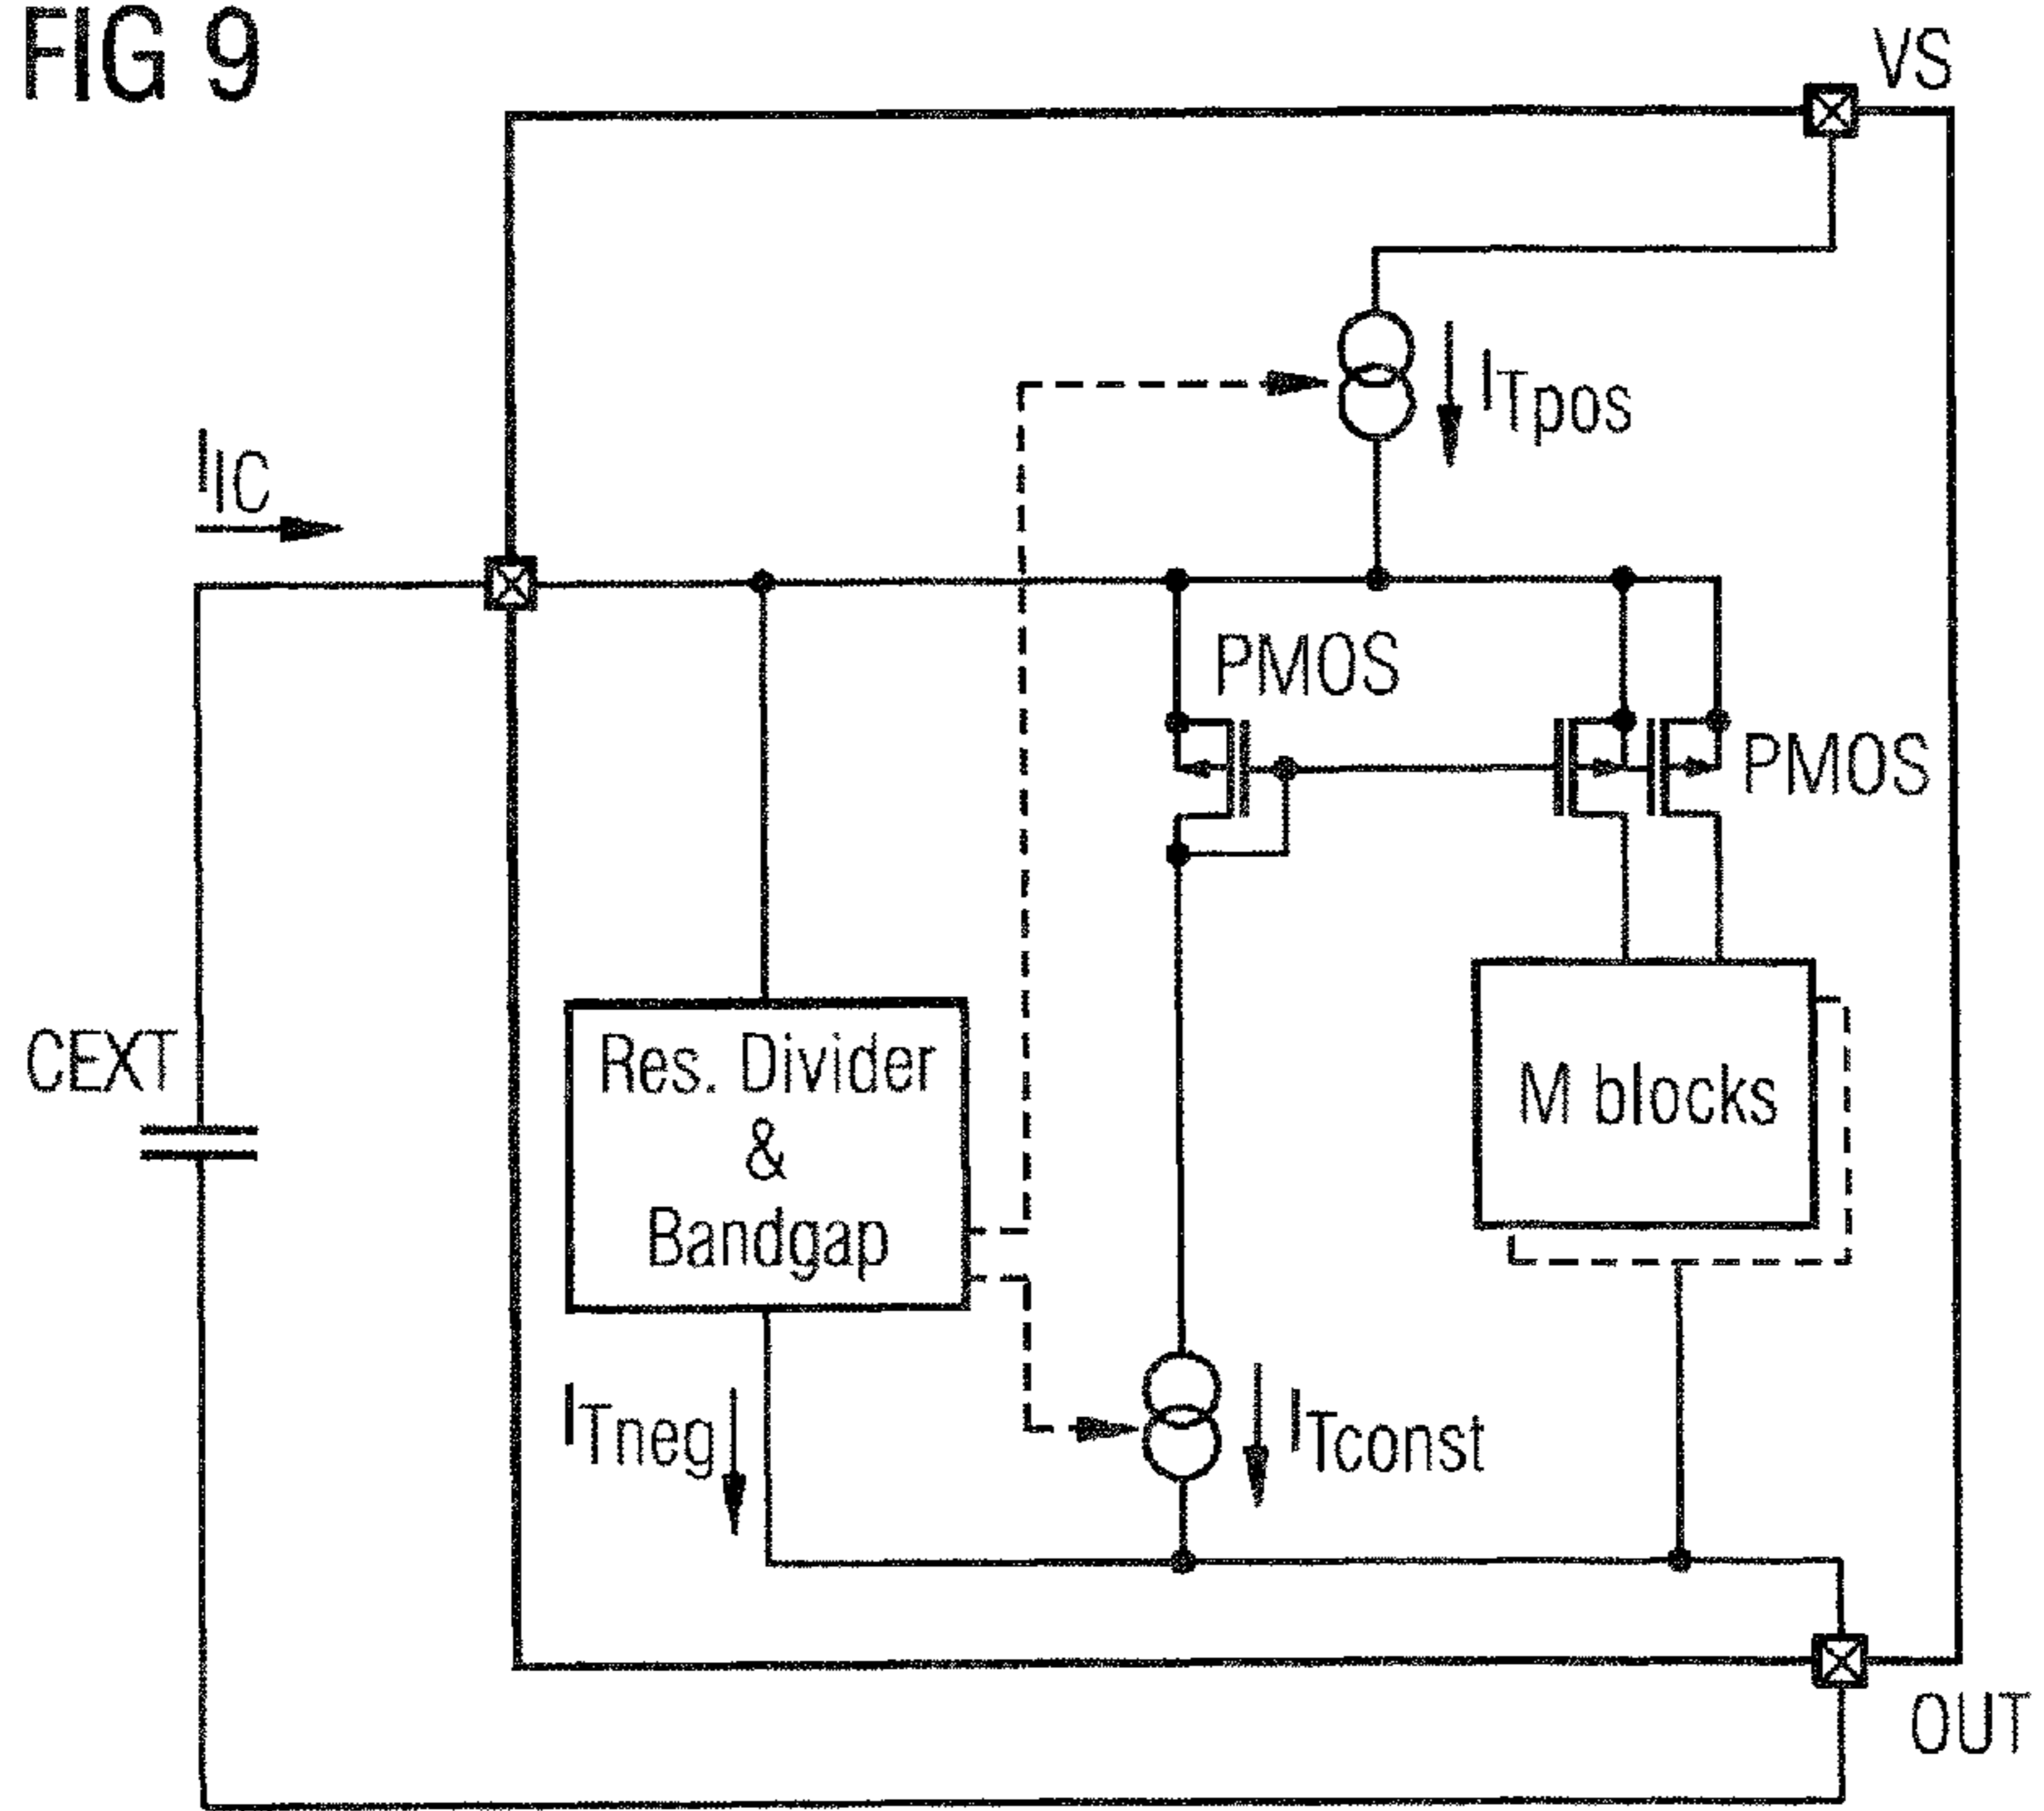 FIG 9
VS
ITpos
IIC
PMOS
PMOS
CEXT
Res. Divider
&
Bandgap
M blocks
ITneg
ITconst
OUT